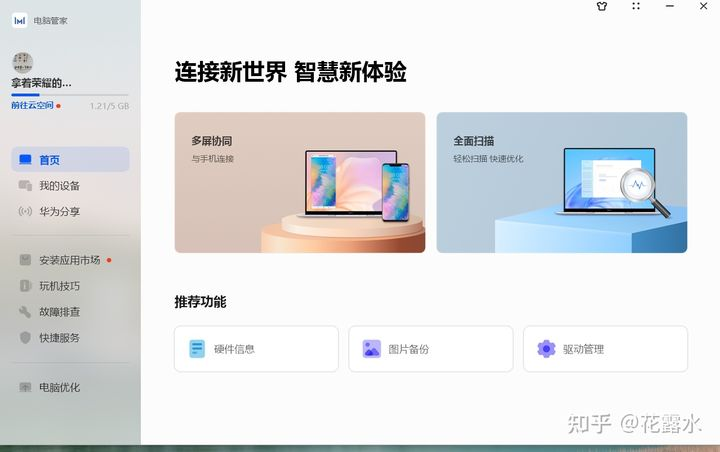 电脑管家
拿着荣耀的...
前往云空间
1.21/5 GB
首页
我的设备
华为分享
安装应用市场
玩机技巧
故障排查
快捷服务
电脑优化
连接新世界 智慧新体验
多屏协同
与手机连接
全面扫描
轻松扫描 快速优化
推荐功能
硬件信息
图片备份
驱动管理
知乎 @花露水